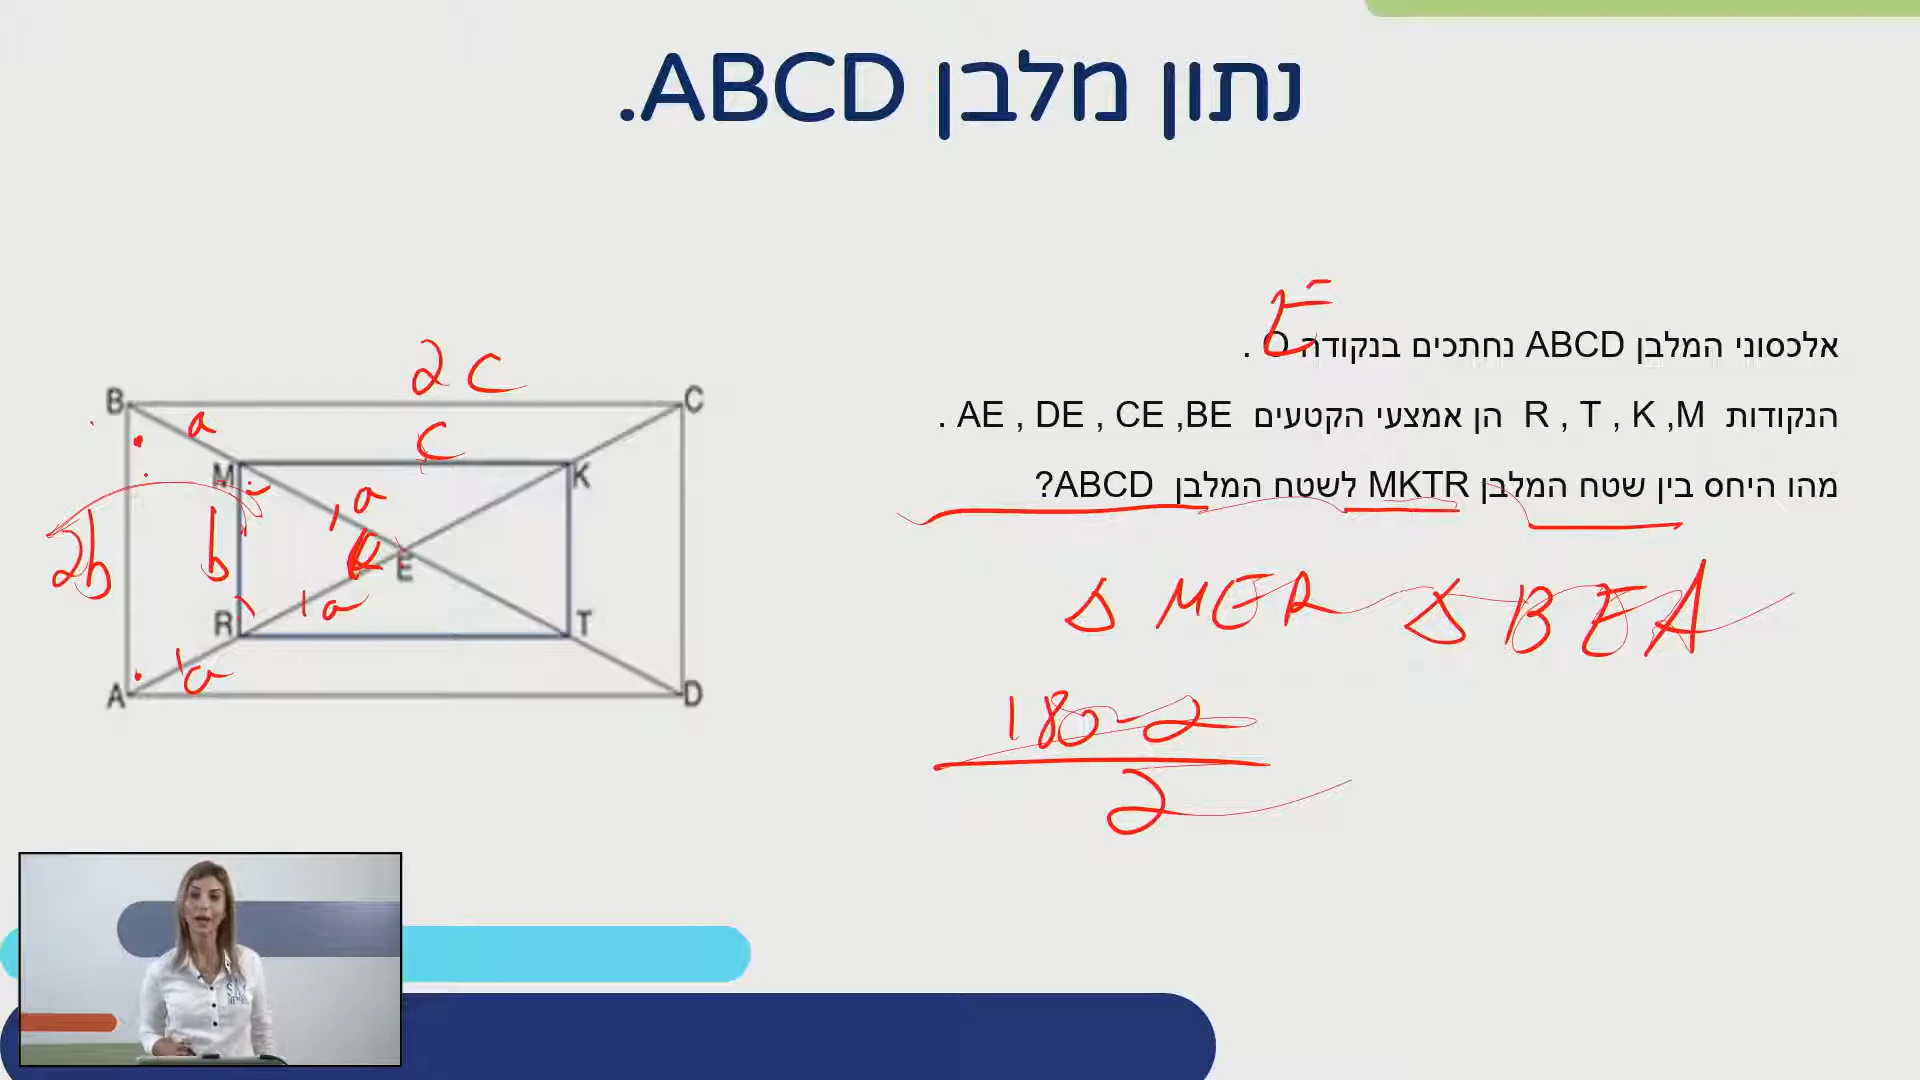 נתון מלבן ABCD.
אלכסוני המלבן ABCD נחתכים בנקודה O .
E
הנקודות R , T , K ,M הן אמצעי הקטעים AE , DE , CE ,BE .
מהו היחס בין שטח המלבן MKTR לשטח המלבן ABCD?
Δ MER Δ BEA
180-2
2
2c
B C
a
c
M K
a
2b b
E
R T
a
a
A D